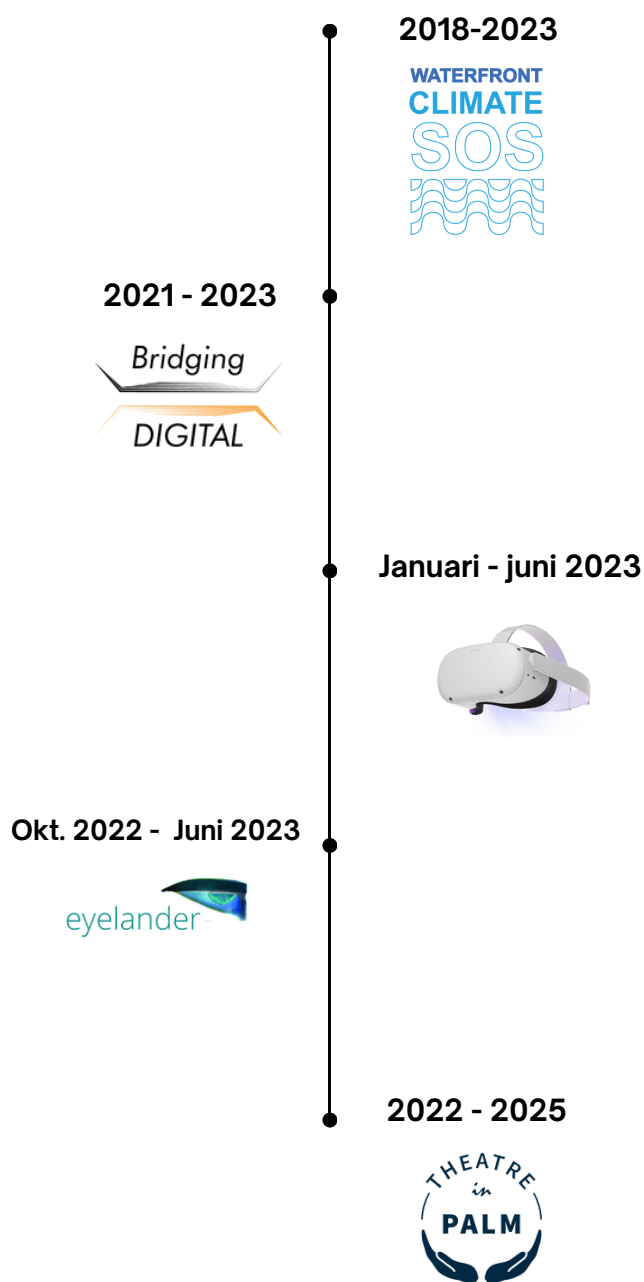 2018-2023
WATERFRONT
CLIMATE
SOS
2021 - 2023
Bridging
DIGITAL
Januari - juni 2023
Okt. 2022 - Juni 2023
eyelander
2022 - 2025
THEATRE
in
PALM